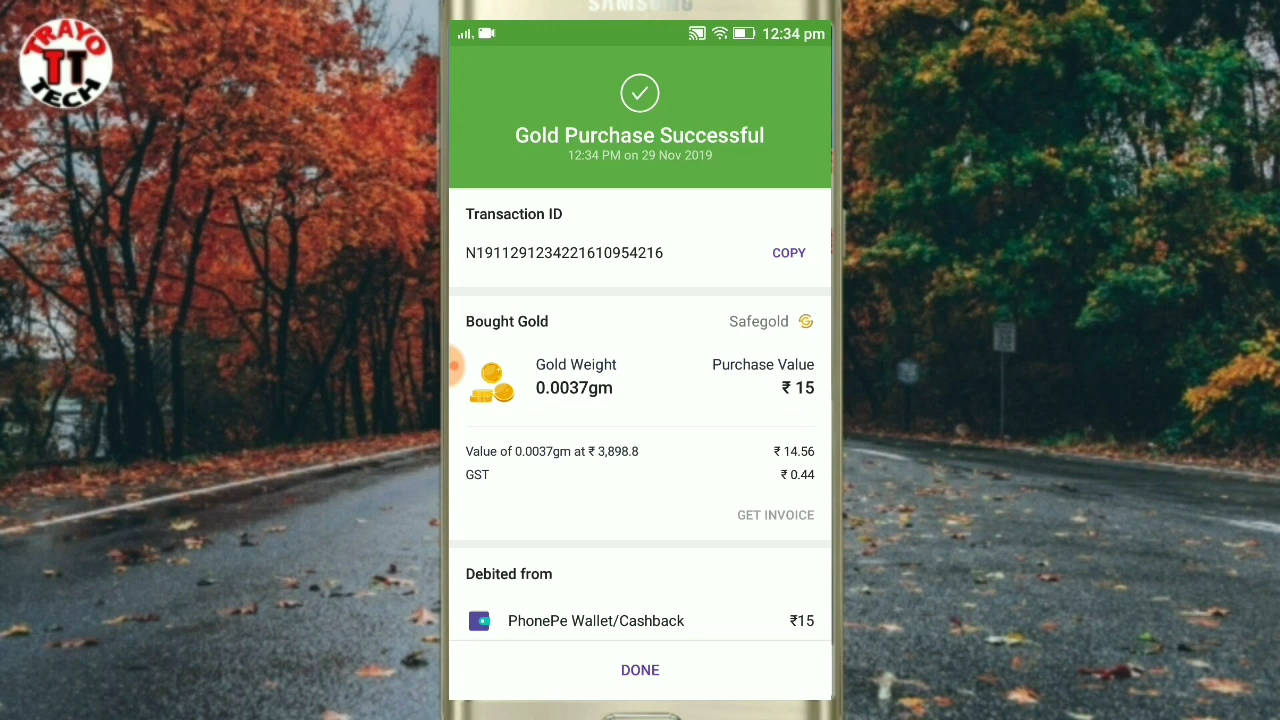 TRAYO
TT
TECH
SAMSUNG
12:34 pm
Gold Purchase Successful
12:34 PM on 29 Nov 2019
Transaction ID
N1911291234221610954216 COPY
Bought Gold Safegold
Gold Weight Purchase Value
0.0037gm ₹ 15
Value of 0.0037gm at ₹ 3,898.8 ₹ 14.56
GST ₹ 0.44
GET INVOICE
Debited from
PhonePe Wallet/Cashback ₹15
DONE